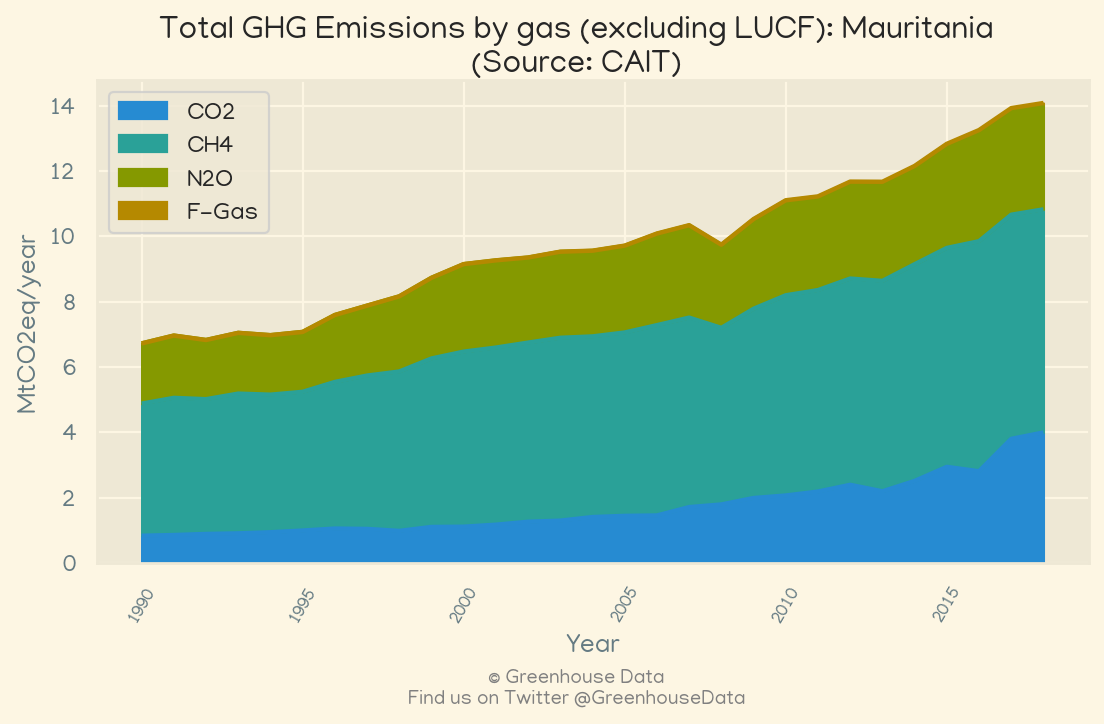 Total GHG Emissions by gas (excluding LUCF): Mauritania
(Source: CAIT)
CO2
CH4
N2O
F-Gas
MtCO2eq/year
14
12
10
8
6
4
2
0
1990
1995
2000
2005
2010
2015
Year
© Greenhouse Data
Find us on Twitter @GreenhouseData